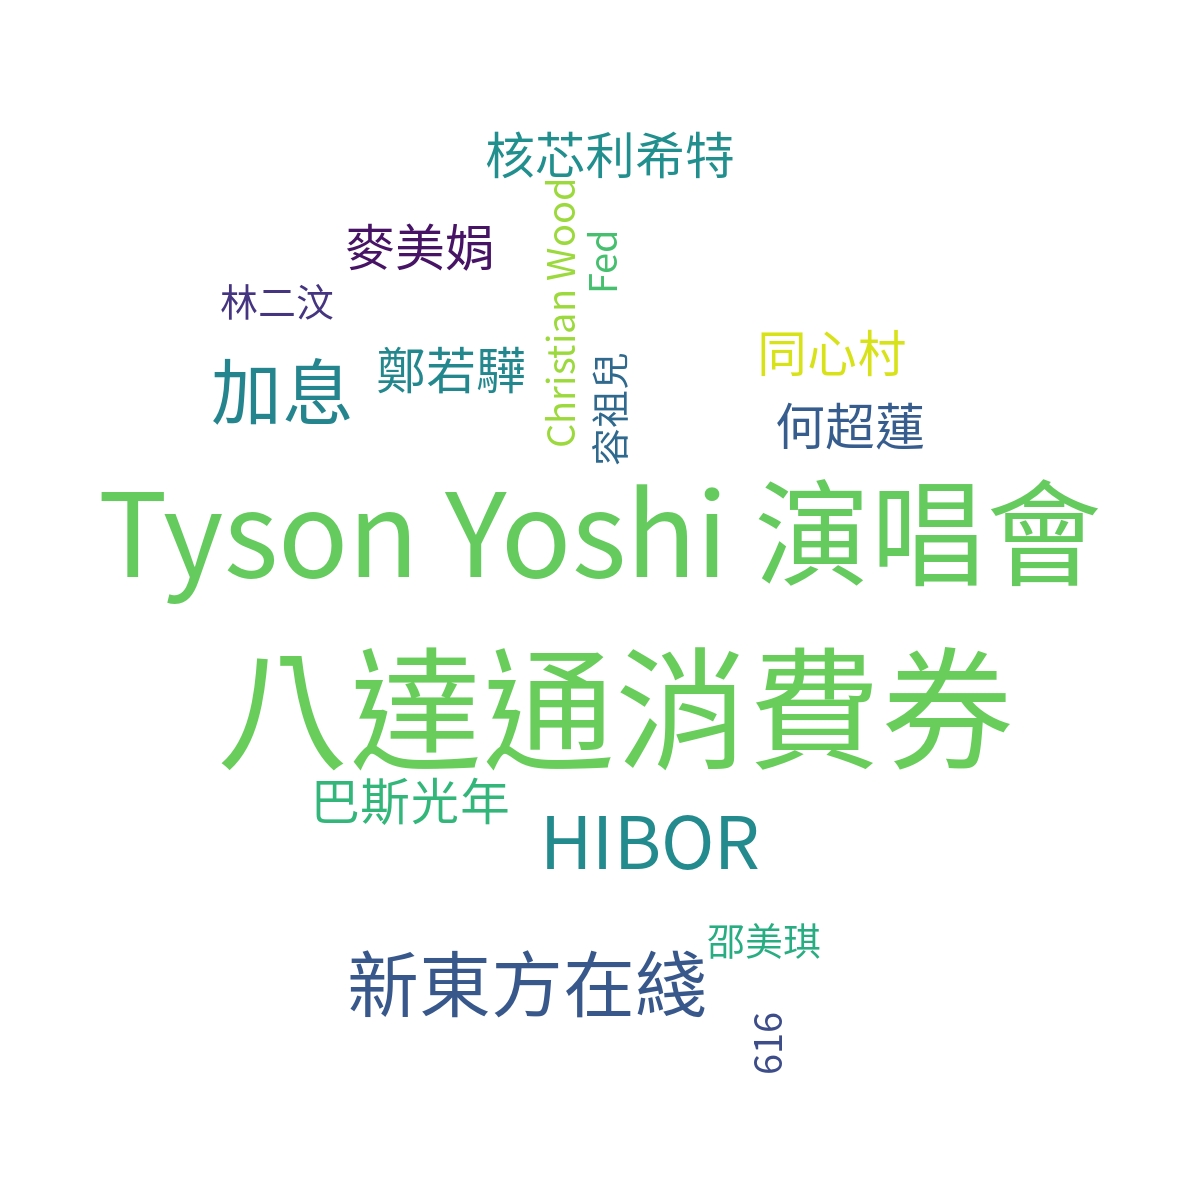 核芯利希特
Christian Wood
Fed
麥美娟
林二汶
同心村
加息
鄭若驊
容祖兒
何超蓮
Tyson Yoshi 演唱會
八達通消費券
巴斯光年
HIBOR
邵美琪
新東方在綫
616